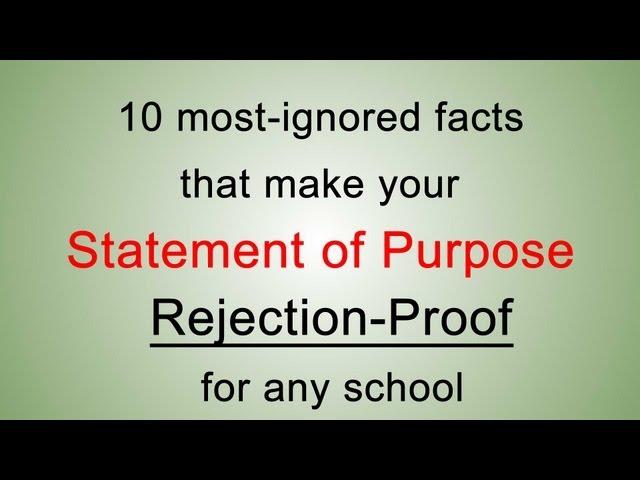 10 most-ignored facts
that make your
Statement of Purpose
Rejection-Proof
for any school